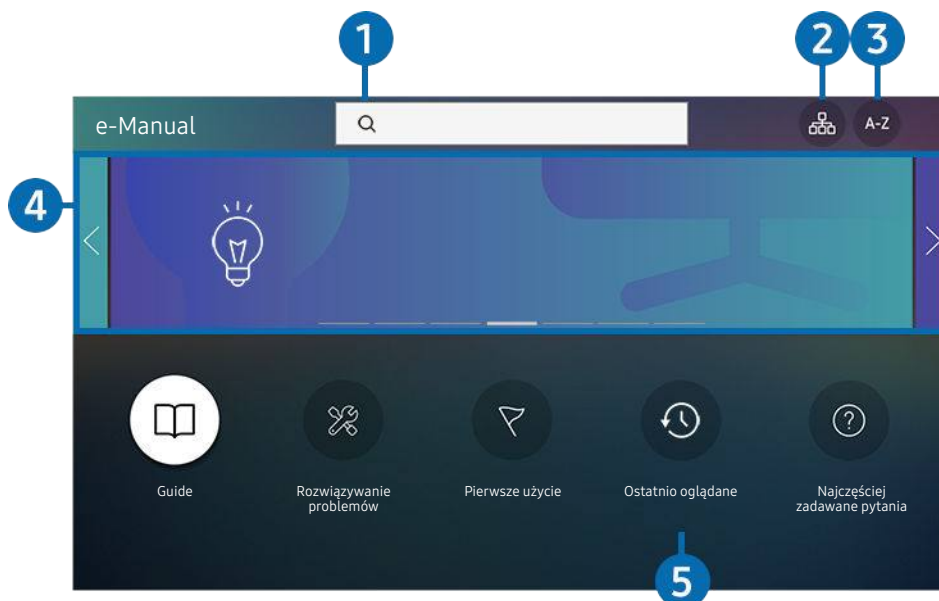 1
2
3
e-Manual
A-Z
4
Guide
Rozwiązywanie
problemów
Pierwsze użycie
Ostatnio oglądane
Najczęściej
zadawane pytania
5